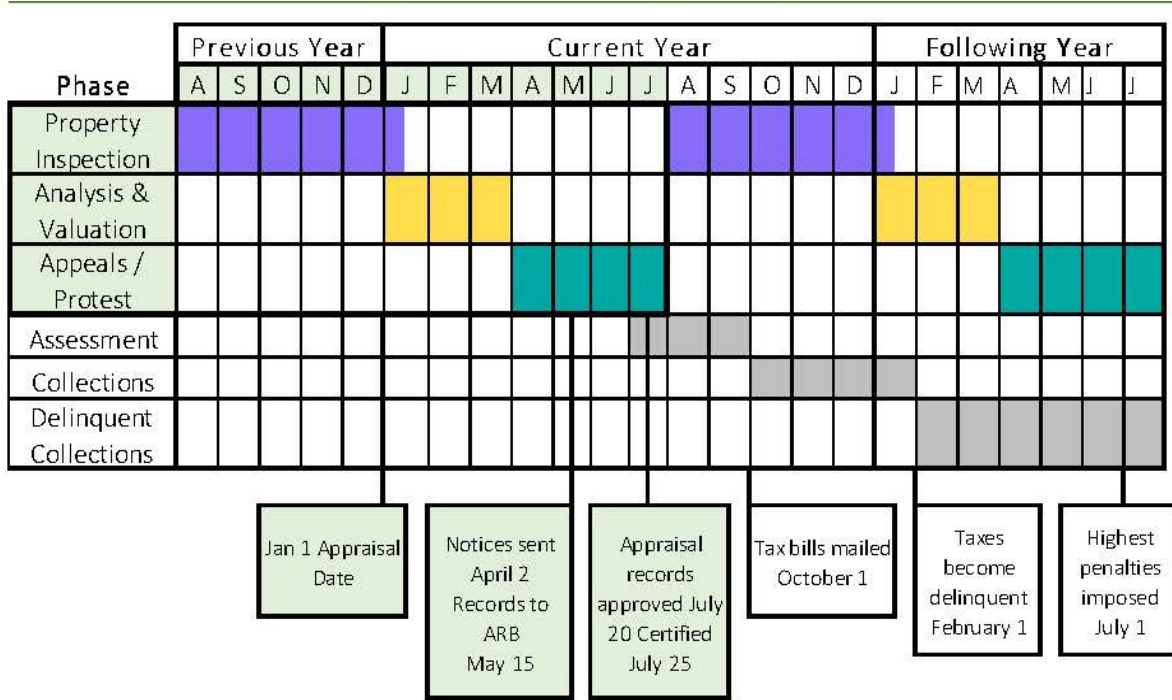 Previous Year Current Year Following Year
Phase A S O N D J F M A M J J A S O N D J F M A M J J
Property
Inspection
Analysis &
Valuation
Appeals /
Protest
Assessment
Collections
Delinquent
Collections
Jan 1 Appraisal
Date
Notices sent
April 2
Records to
ARB
May 15
Appraisal
records
approved July
20 Certified
July 25
Tax bills mailed
October 1
Taxes
become
delinquent
February 1
Highest
penalties
imposed
July 1